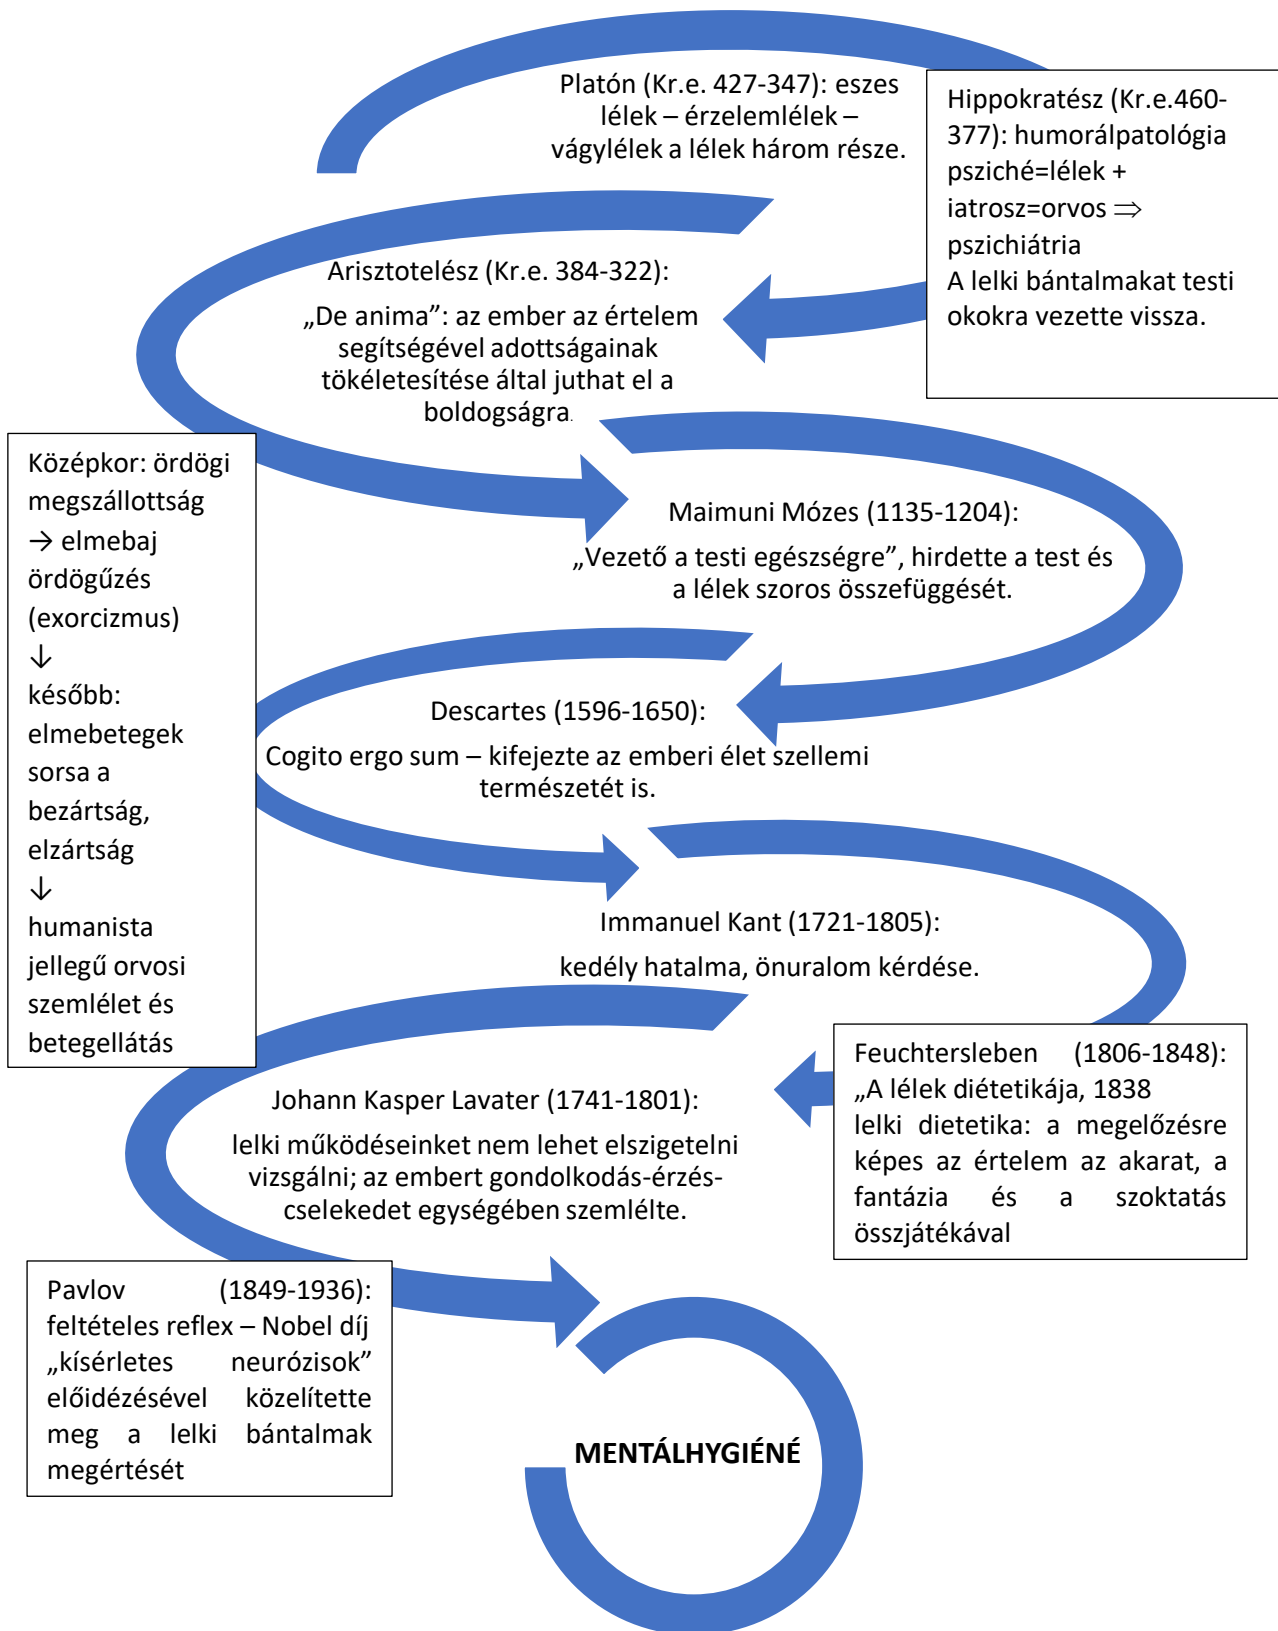 Platón (Kr.e. 427-347): eszes
lélek – érzelemlélek –
vágylélek a lélek három része.
Hippokratész (Kr.e.460-
377): humorálpatológia
psziché=lélek +
iatrosz=orvos ⇒
pszichiátria
A lelki bántalmakat testi
okokra vezette vissza.
Arisztotelész (Kr.e. 384-322):
„De anima”: az ember az értelem
segítségével adottságainak
tökéletesítése által juthat el a
boldogságra.
Középkor: ördögi
megszállottság
→ elmebaj
ördögűzés
(exorcizmus)
↓
később:
elmebetegek
sorsa a
bezártság,
elzártság
↓
humanista
jellegű orvosi
szemlélet és
betegellátás
Maimuni Mózes (1135-1204):
„Vezető a testi egészségre”, hirdette a test és
a lélek szoros összefüggését.
Descartes (1596-1650):
Cogito ergo sum – kifejezte az emberi élet szellemi
természetét is.
Immanuel Kant (1721-1805):
kedély hatalma, önuralom kérdése.
Feuchtersleben (1806-1848):
„A lélek diétetikája, 1838
lelki dietetika: a megelőzésre
képes az értelem az akarat, a
fantázia és a szoktatás
összjátékával
Johann Kasper Lavater (1741-1801):
lelki működéseinket nem lehet elszigetelni
vizsgálni; az embert gondolkodás-érzés-
cselekedet egységében szemlélte.
Pavlov (1849-1936):
feltételes reflex – Nobel díj
„kísérletes neurózisok”
előidézésével közelítette
meg a lelki bántalmak
megértését
MENTÁLHYGIÉNÉ